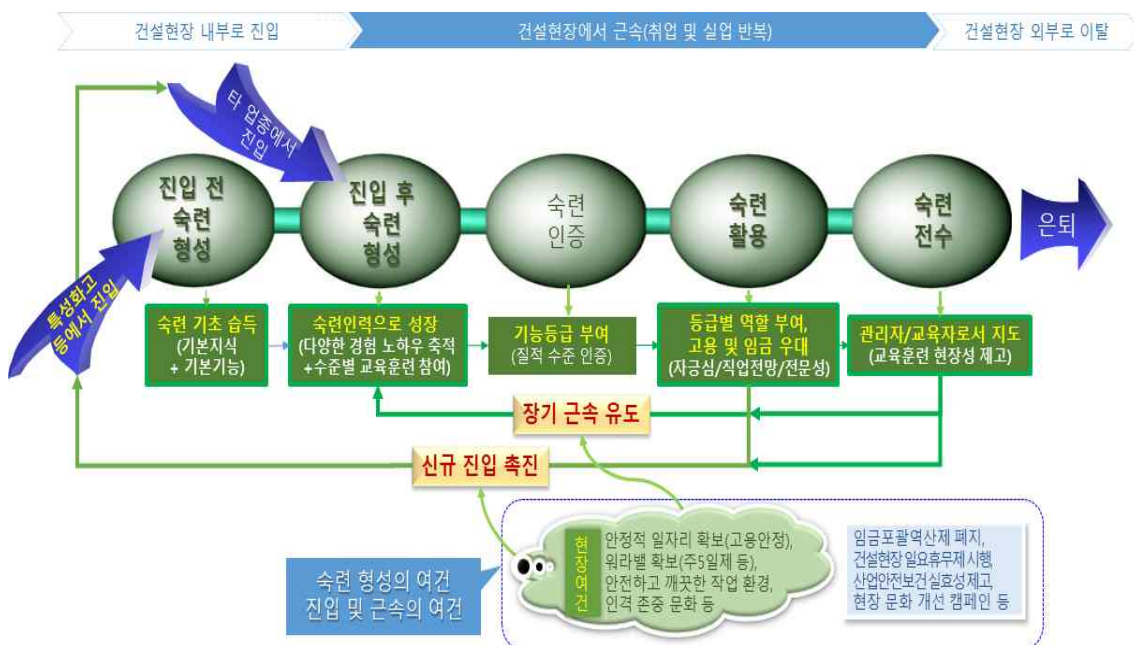 건설현장 내부로 진입
건설현장에서 근속(취업 및 실업 반복)
건설현장 외부로 이탈
타 업종에서
진입
특성화고
등에서 진입
진입 전
숙련
형성
진입 후
숙련
형성
숙련
인증
숙련
활용
숙련
전수
은퇴
숙련 기초 습득
(기본지식
+ 기본기능)
숙련인력으로 성장
(다양한 경험 노하우 축적
+수준별 교육훈련 참여)
기능등급 부여
(질적 수준 인증)
등급별 역할 부여,
고용 및 임금 우대
(자긍심/직업전망/전문성)
관리자/교육자로서 지도
(교육훈련 현장성 제고)
장기 근속 유도
신규 진입 촉진
숙련 형성의 여건
진입 및 근속의 여건
현장여건
안정적 일자리 확보(고용안정),
워라밸 확보(주5일제 등),
안전하고 깨끗한 작업 환경,
인격 존중 문화 등
임금포괄역산제 폐지,
건설현장 일요휴무제 시행,
산업안전보건 실효성 제고,
현장 문화 개선 캠페인 등